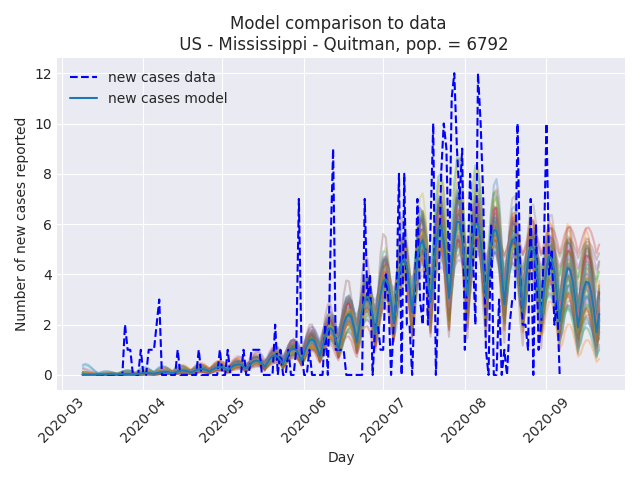 Model comparison to data
US - Mississippi - Quitman, pop. = 6792
new cases data
new cases model
Number of new cases reported
12
10
8
6
4
2
0
2020-03
2020-04
2020-05
2020-06
2020-07
2020-08
2020-09
Day